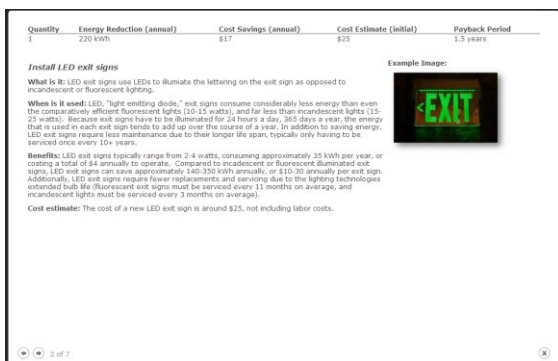 Quantity Energy Reduction (annual) Cost Savings (annual) Cost Estimate (initial) Payback Period
1 220 kWh $17 $25 1.5 years
Install LED exit signs
Example Image:
What is it: LED exit signs use LEDs to illumiate the lettering on the exit sign as opposed to
incandescent or fluorescent lighting.
When is it used: LED, "light emitting diode," exit signs consume considerably less energy than even
the comparatively efficient fluorescent lights (10-15 watts), and far less than incandescent lights (15-
25 watts). Because exit signs have to be illuminated for 24 hours a day, 365 days a year, the energy
that is used in each exit sign tends to add up over the course of a year. In addition to saving energy,
LED exit signs require less maintenance due to their longer life span, typically only having to be
serviced once every 10+ years.
Benefits: LED exit signs typically range from 2-4 watts, consuming approximately 35 kWh per year, or
costing a total of $4 annually to operate. Compared to incadescent or fluorescent illuminated exit
signs, LED exit signs can save approximately 140-350 kWh annually, or $10-30 annually per exit sign.
Additionally, LED exit signs require fewer replacements and servicing due to the lighting technologies
extended bulb life (fluorescent exit signs must be serviced every 11 months on average, and
incandescent lights must be serviced every 3 months on average).
Cost estimate: The cost of a new LED exit sign is around $25, not including labor costs.
<EXIT
2 of 7